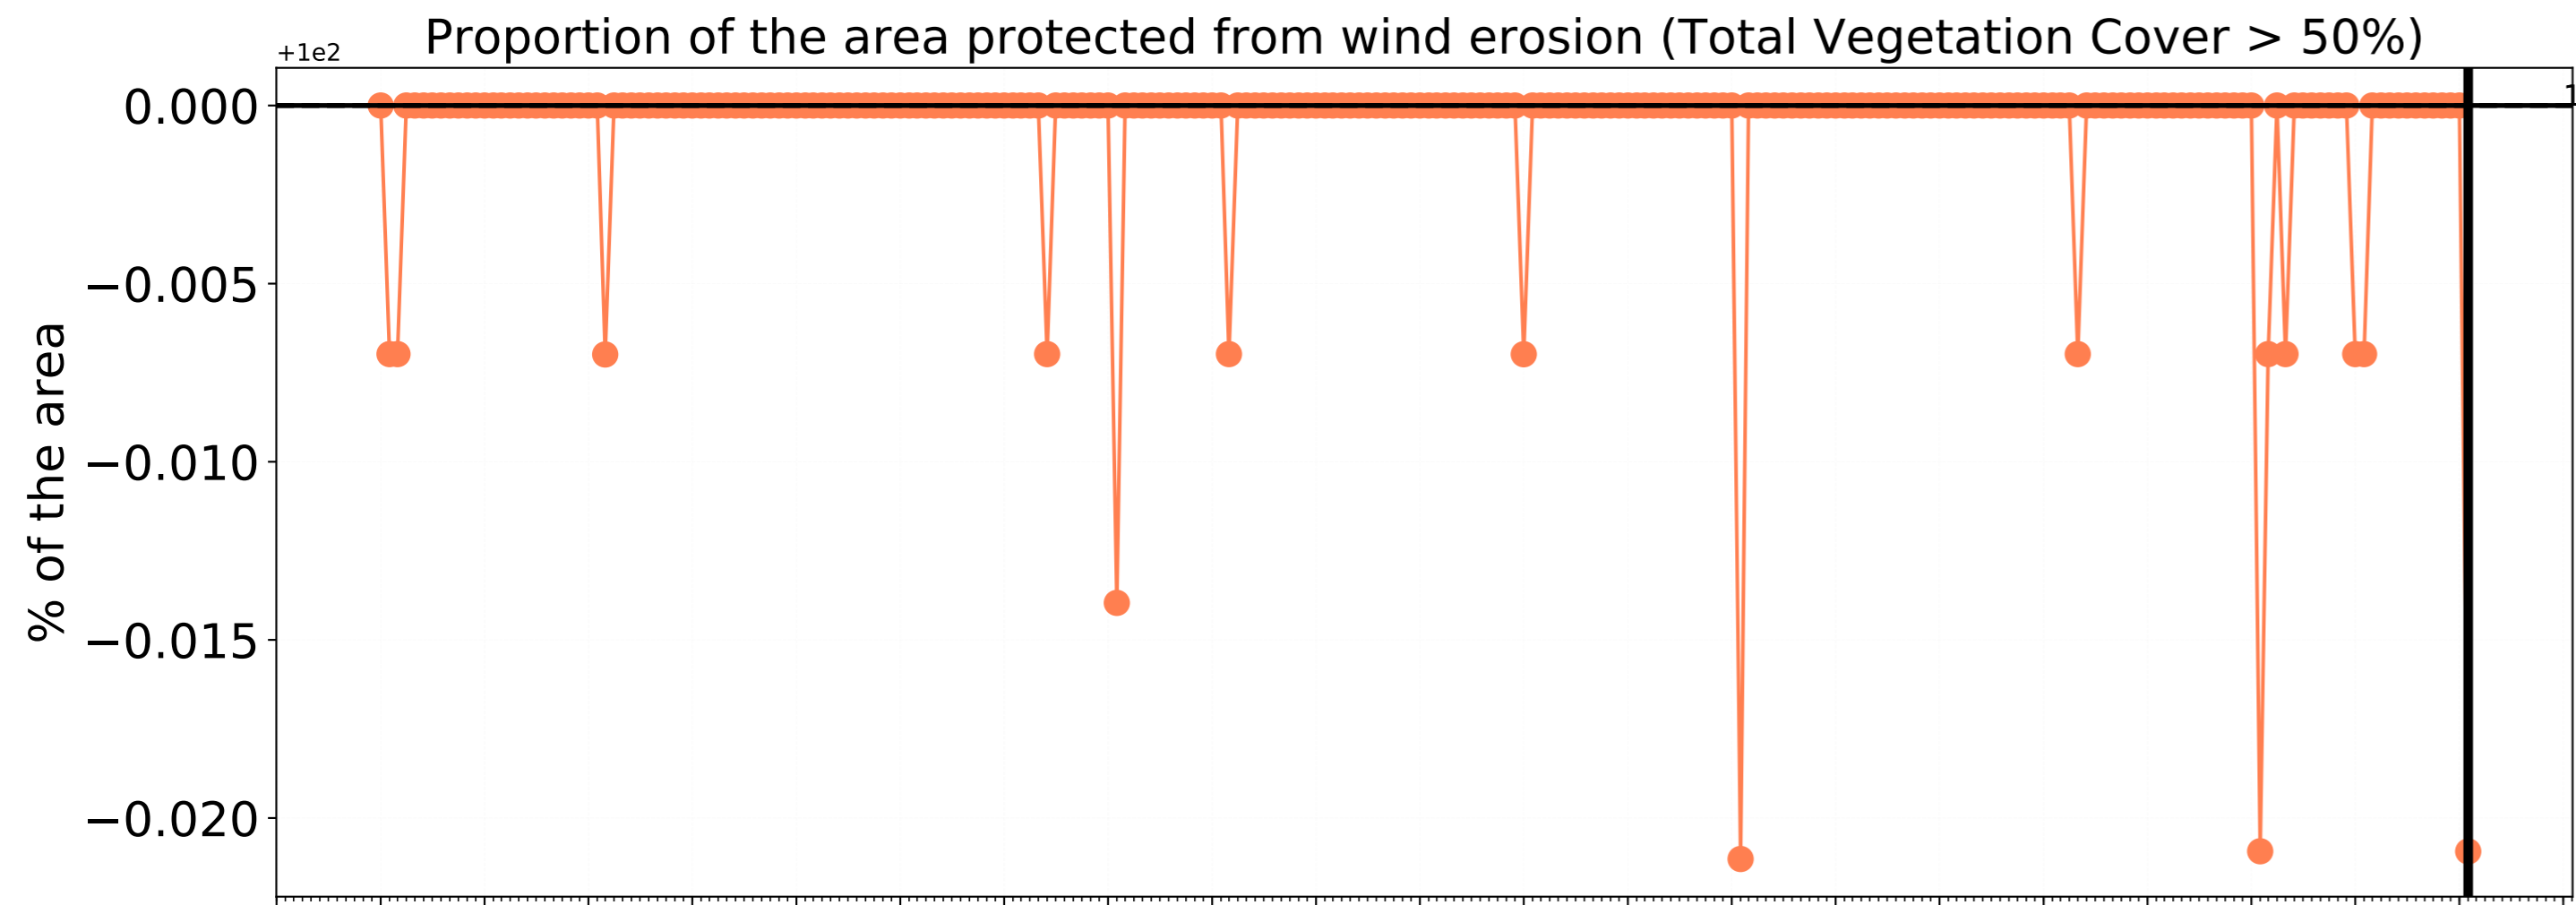 Proportion of the area protected from wind erosion (Total Vegetation Cover > 50%)
+1e2
0.000
−0.005
−0.010
−0.015
−0.020
% of the area